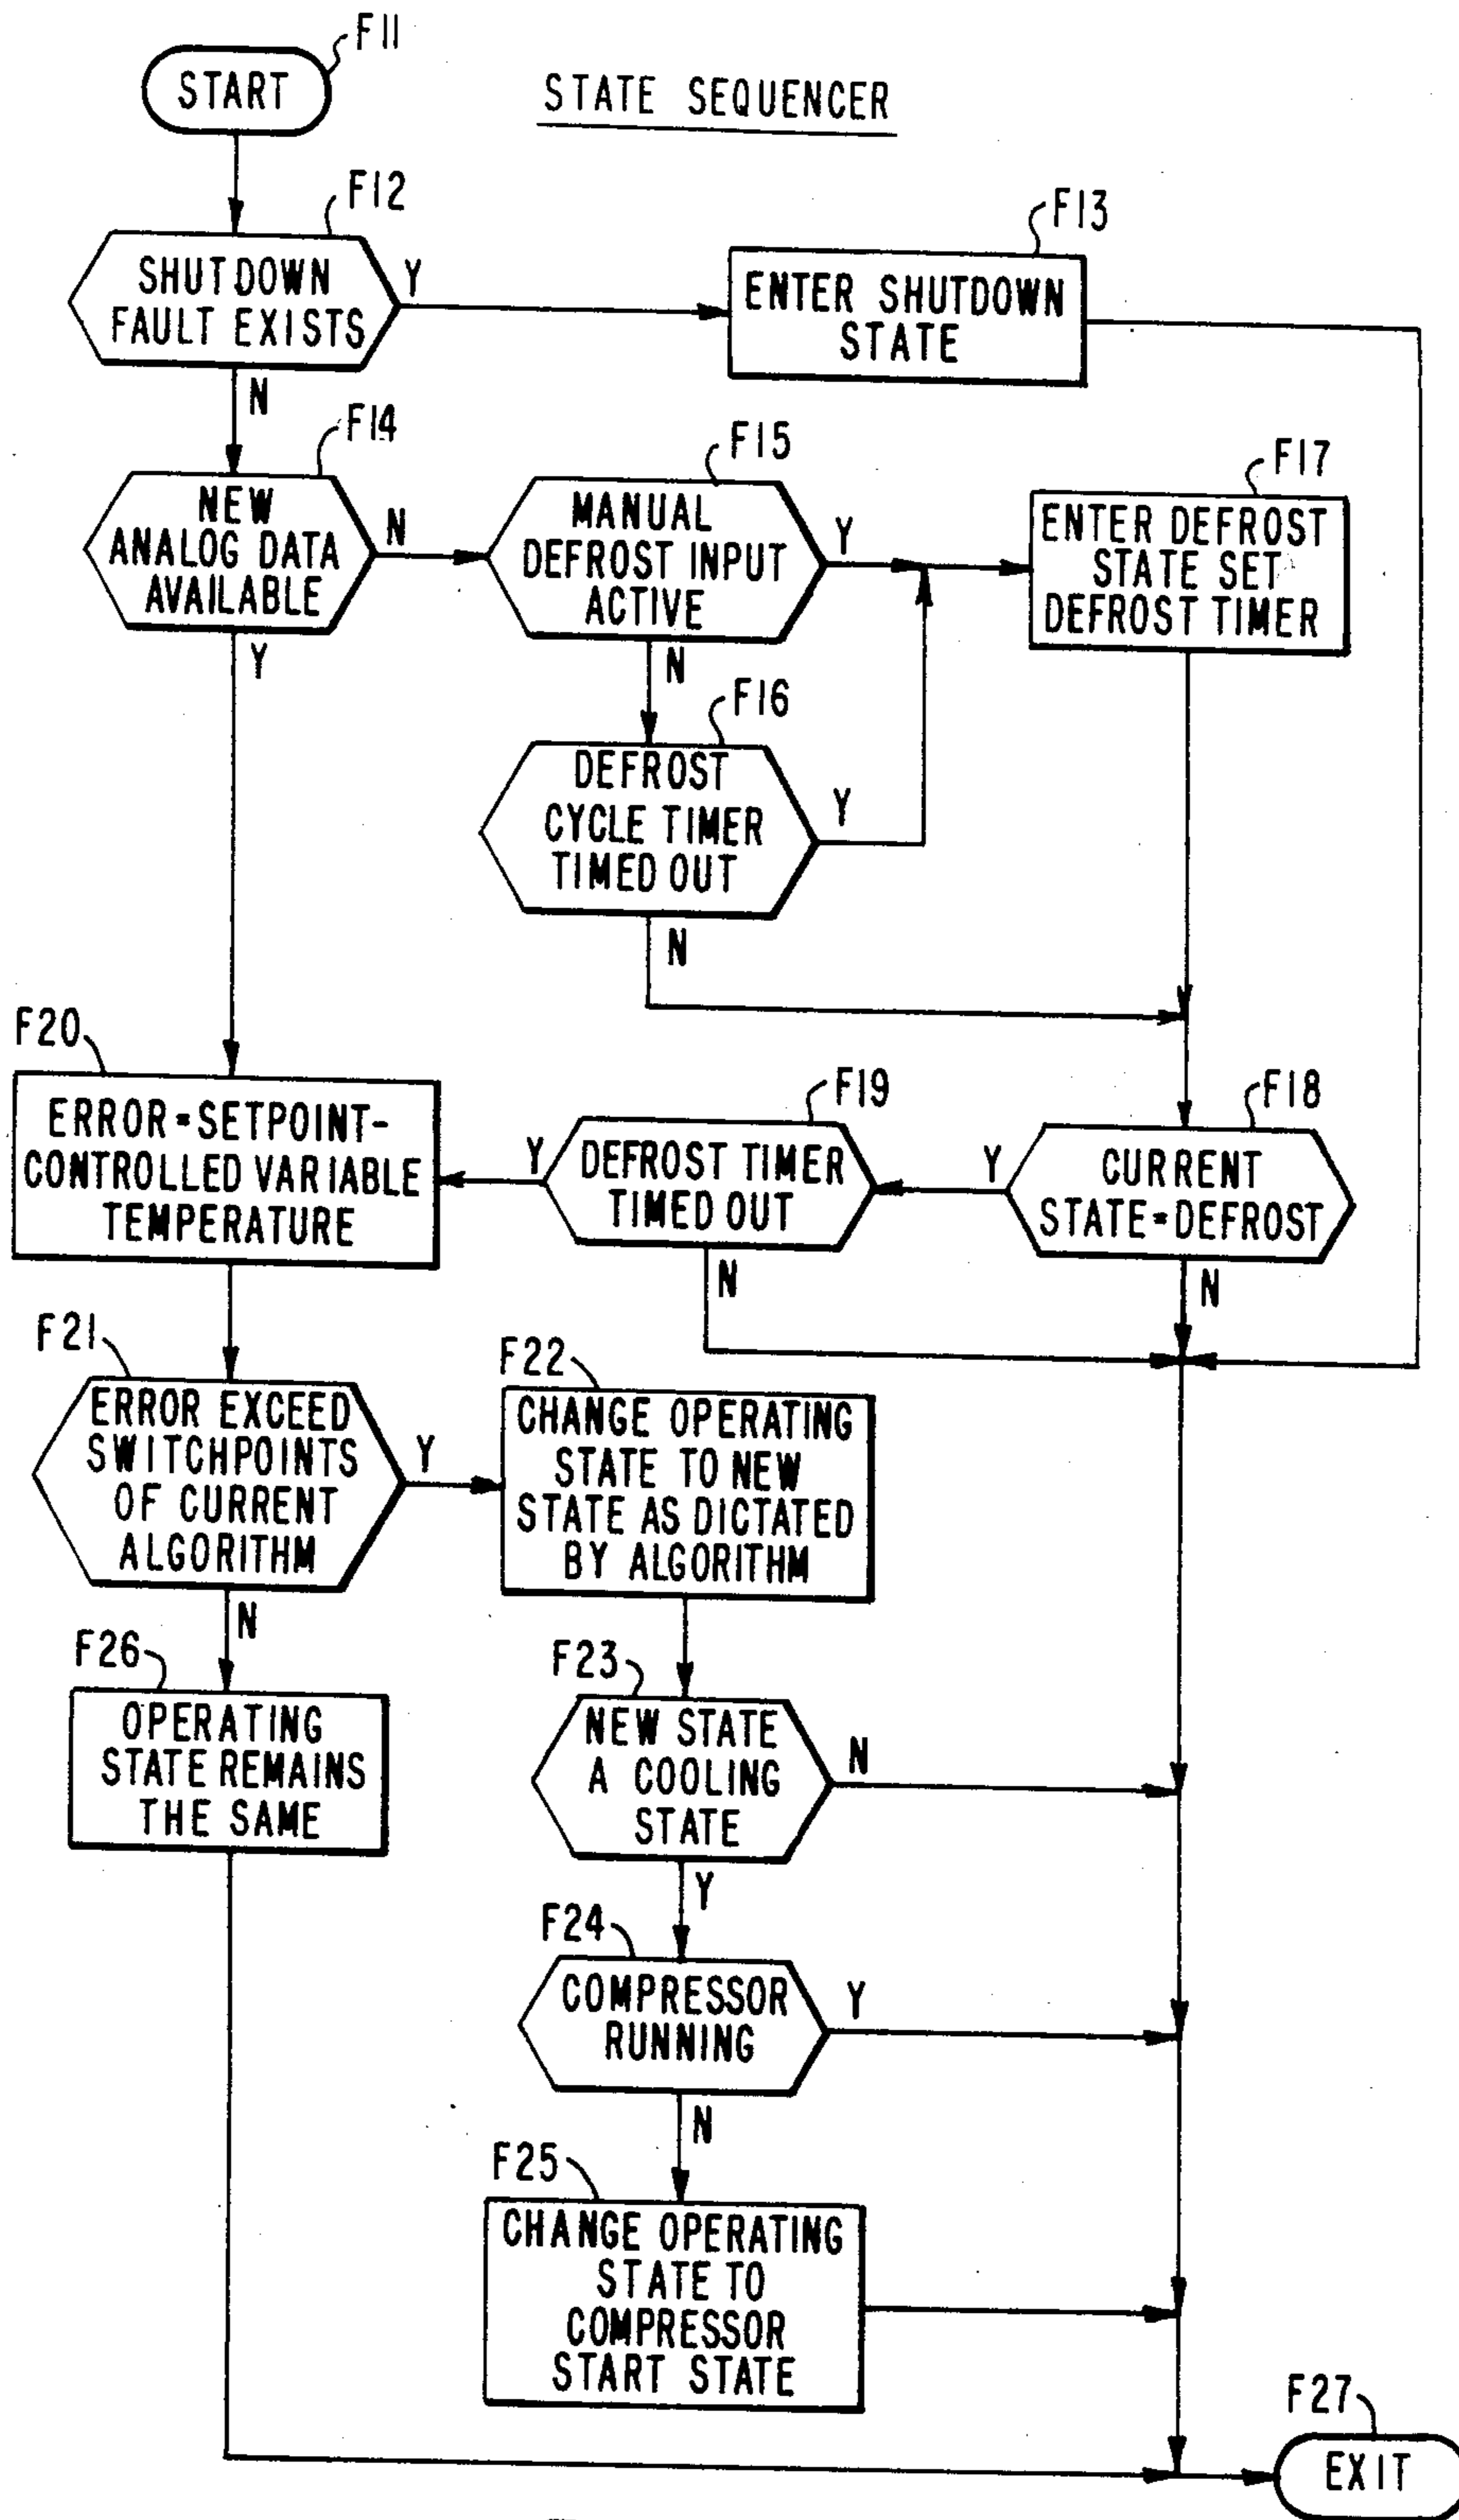 F11
START
STATE SEQUENCER
F12
SHUTDOWN
FAULT EXISTS
Y
N
F13
ENTER SHUTDOWN
STATE
F14
NEW
ANALOG DATA
AVAILABLE
N
Y
F15
MANUAL
DEFROST INPUT
ACTIVE
Y
N
F17
ENTER DEFROST
STATE SET
DEFROST TIMER
F16
DEFROST
CYCLE TIMER
TIMED OUT
Y
N
F20
ERROR=SETPOINT-
CONTROLLED VARIABLE
TEMPERATURE
F19
DEFROST TIMER
TIMED OUT
Y
N
F18
CURRENT
STATE=DEFROST
Y
N
F21
ERROR EXCEED
SWITCHPOINTS
OF CURRENT
ALGORITHM
Y
N
F22
CHANGE OPERATING
STATE TO NEW
STATE AS DICTATED
BY ALGORITHM
F26
OPERATING
STATE REMAINS
THE SAME
F23
NEW STATE
A COOLING
STATE
N
Y
F24
COMPRESSOR
RUNNING
Y
N
F25
CHANGE OPERATING
STATE TO
COMPRESSOR
START STATE
F27
EXIT